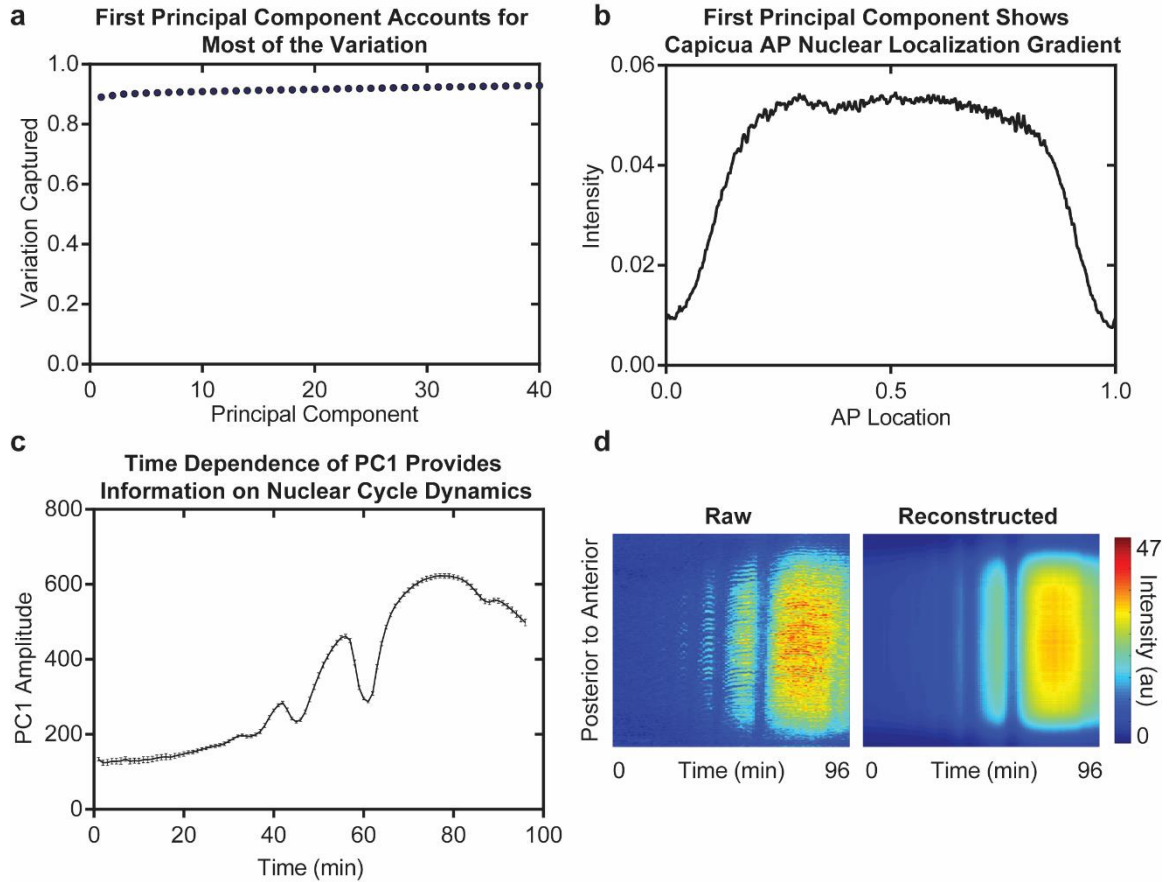 a
First Principal Component Accounts for
Most of the Variation
1.0
0.8
0.6
0.4
0.2
0.0
Variation Captured
0
10
20
30
40
Principal Component
b
First Principal Component Shows
Capicua AP Nuclear Localization Gradient
0.06
0.04
0.02
0.00
Intensity
0.0
0.5
1.0
AP Location
c
Time Dependence of PC1 Provides
Information on Nuclear Cycle Dynamics
800
600
400
200
0
PC1 Amplitude
0
20
40
60
80
100
Time (min)
d
Raw
Reconstructed
Posterior to Anterior
0
Time (min)
96
0
Time (min)
96
47
Intensity (au)
0